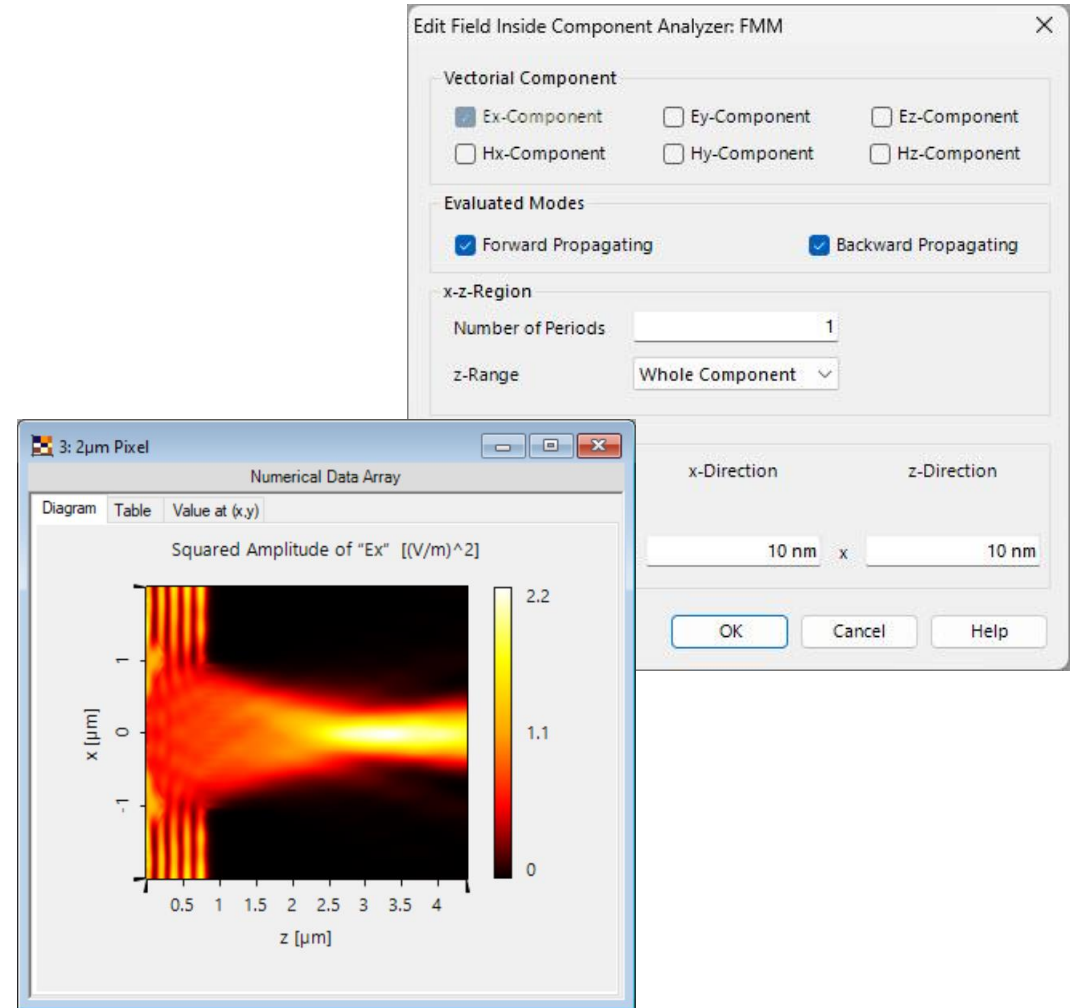 Edit Field Inside Component Analyzer: FMM
Vectorial Component
Ex-Component Ey-Component Ez-Component
Hx-Component Hy-Component Hz-Component
Evaluated Modes
Forward Propagating Backward Propagating
x-z-Region
Number of Periods 1
z-Range Whole Component
x-Direction z-Direction
10 nm x 10 nm
OK Cancel Help
3: 2µm Pixel
Numerical Data Array
Diagram Table Value at (x,y)
Squared Amplitude of "Ex" [(V/m)^2]
2.2
1.1
0
1
0
-1
x [µm]
0.5 1 1.5 2 2.5 3 3.5 4
z [µm]